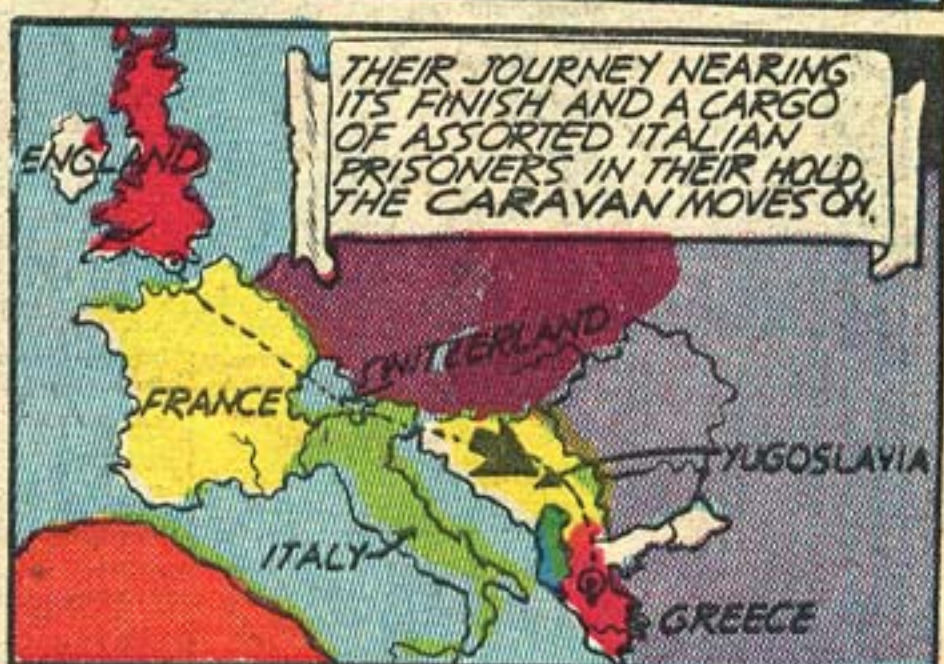 THEIR JOURNEY NEARING
ITS FINISH AND A CARGO
OF ASSORTED ITALIAN
PRISONERS IN THEIR HOLD,
THE CARAVAN MOVES ON.
ENGLAND
SWITZERLAND
FRANCE
YUGOSLAVIA
ITALY
GREECE